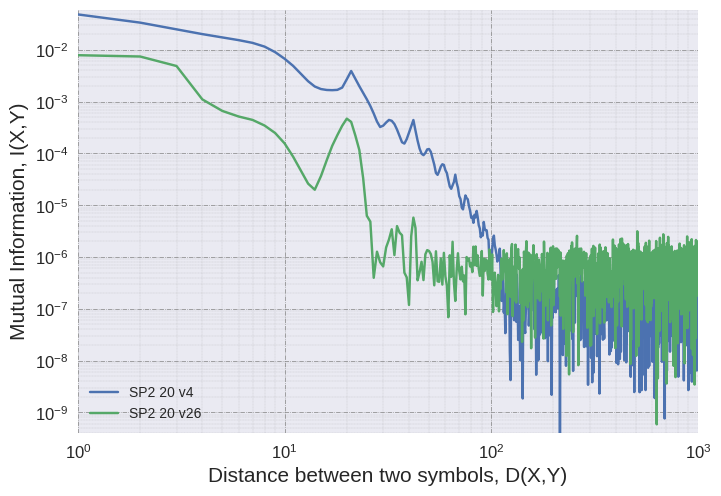 Mutual Information, I(X,Y)
10⁻²
10⁻³
10⁻⁴
10⁻⁵
10⁻⁶
10⁻⁷
10⁻⁸
10⁻⁹
SP2 20 v4
SP2 20 v26
10⁰ 10¹ 10² 10³
Distance between two symbols, D(X,Y)